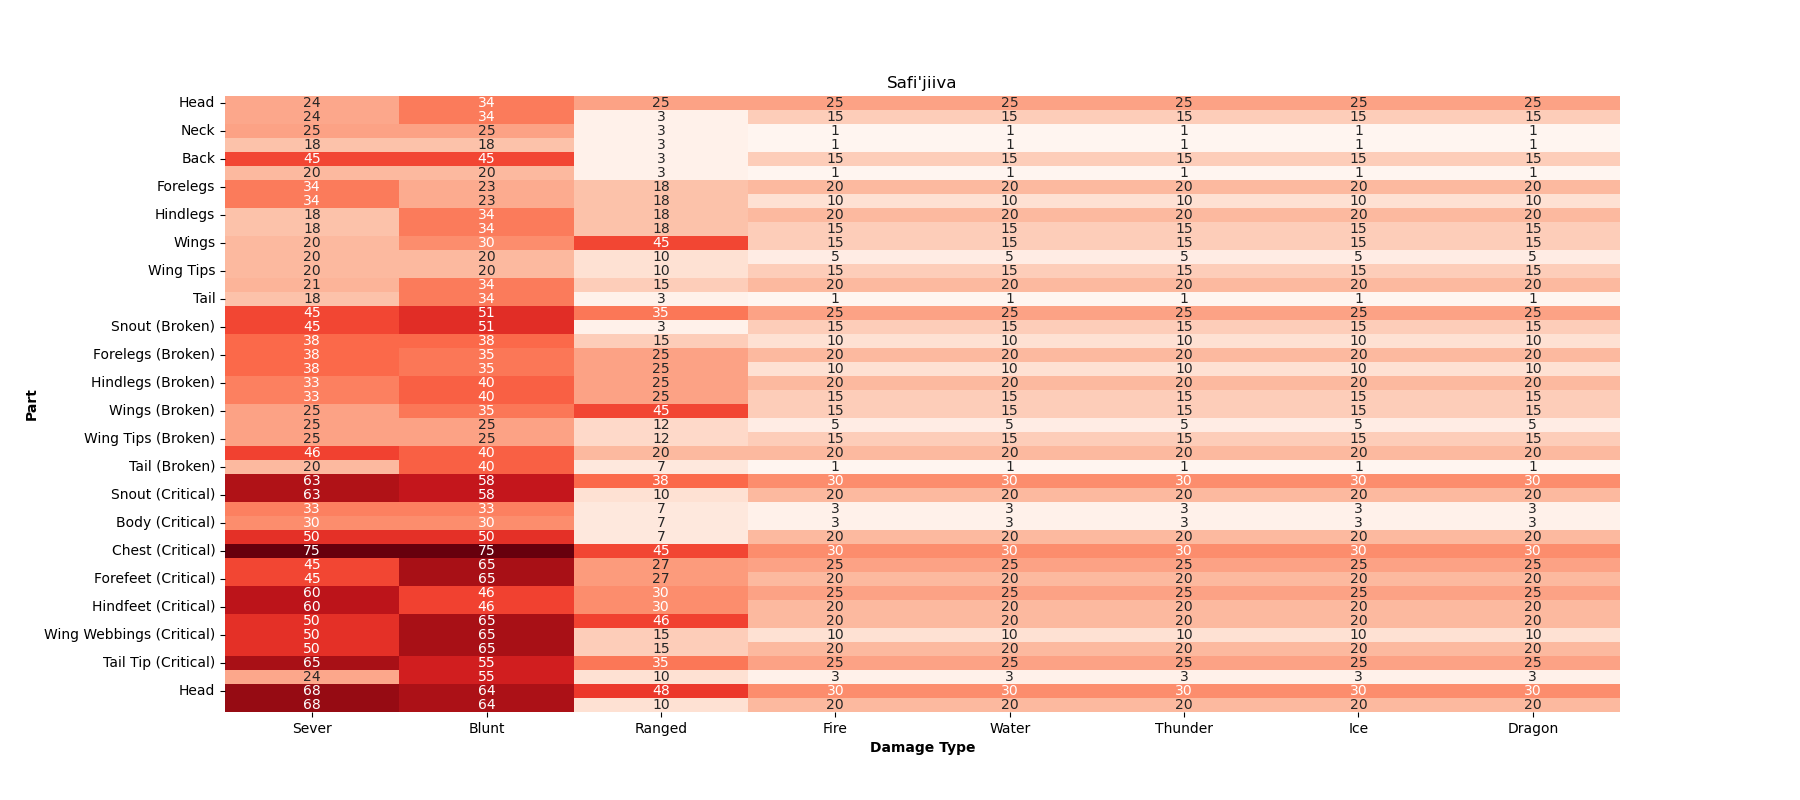 Safi'jiiva
Head 24 34 25 25 25 25 25 25
24 34 3 15 15 15 15 15
Neck 25 25 3 1 1 1 1 1
18 18 3 1 1 1 1 1
Back 45 45 3 15 15 15 15 15
20 20 3 1 1 1 1 1
Forelegs 34 23 18 20 20 20 20 20
34 23 18 10 10 10 10 10
Hindlegs 18 34 18 20 20 20 20 20
18 34 18 15 15 15 15 15
Wings 20 30 45 15 15 15 15 15
20 20 10 5 5 5 5 5
Wing Tips 20 20 10 15 15 15 15 15
21 34 15 20 20 20 20 20
Tail 18 34 3 1 1 1 1 1
45 51 35 25 25 25 25 25
Snout (Broken) 45 51 3 15 15 15 15 15
38 38 15 10 10 10 10 10
Forelegs (Broken) 38 35 25 20 20 20 20 20
38 35 25 10 10 10 10 10
Hindlegs (Broken) 33 40 25 20 20 20 20 20
33 40 25 15 15 15 15 15
Wings (Broken) 25 35 45 15 15 15 15 15
25 25 12 5 5 5 5 5
Wing Tips (Broken) 25 25 12 15 15 15 15 15
46 40 20 20 20 20 20 20
Tail (Broken) 20 40 7 1 1 1 1 1
63 58 38 30 30 30 30 30
Snout (Critical) 63 58 10 20 20 20 20 20
33 33 7 3 3 3 3 3
Body (Critical) 30 30 7 3 3 3 3 3
50 50 7 20 20 20 20 20
Chest (Critical) 75 75 45 30 30 30 30 30
45 65 27 25 25 25 25 25
Forefeet (Critical) 45 65 27 20 20 20 20 20
60 46 30 25 25 25 25 25
Hindfeet (Critical) 60 46 30 20 20 20 20 20
50 65 46 20 20 20 20 20
Wing Webbings (Critical) 50 65 15 10 10 10 10 10
50 65 15 20 20 20 20 20
Tail Tip (Critical) 65 55 35 25 25 25 25 25
24 55 10 3 3 3 3 3
Head 68 64 48 30 30 30 30 30
68 64 10 20 20 20 20 20
Sever Blunt Ranged Fire Water Thunder Ice Dragon
Damage Type
Part